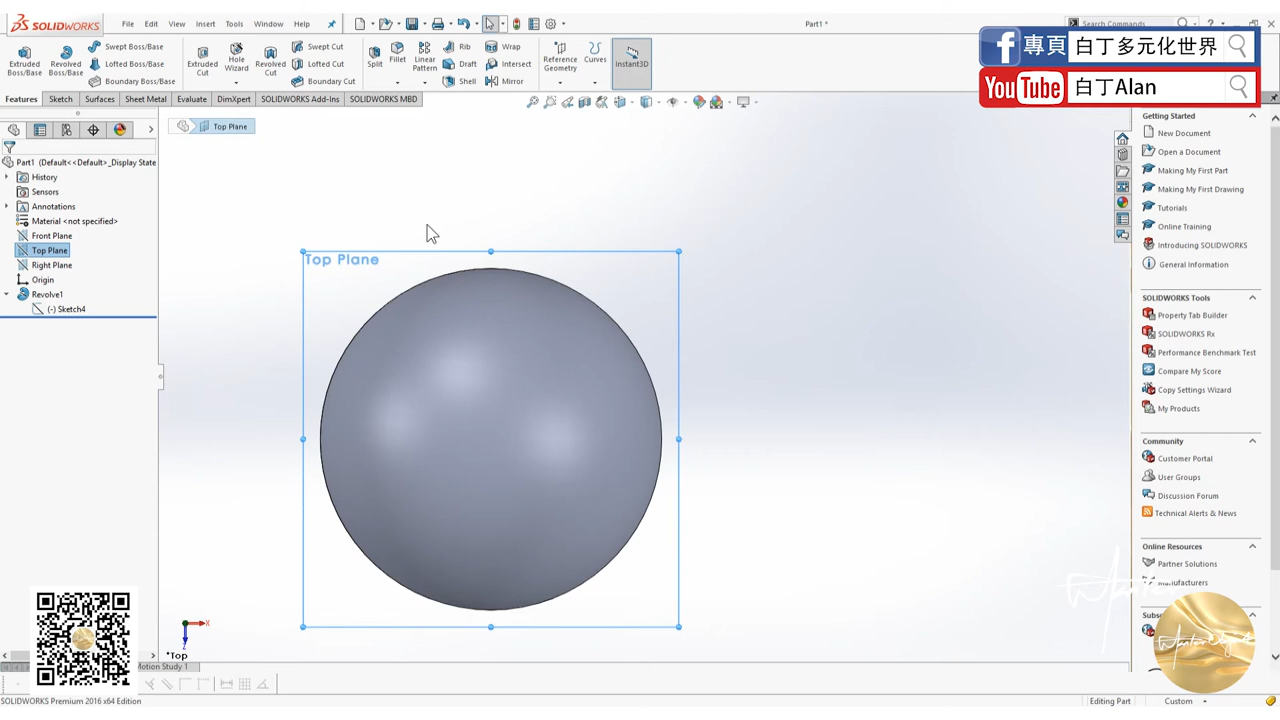 SOLIDWORKS
File Edit View Insert Tools Window Help
Part1 *
Search Commands
Extruded Boss/Base
Revolved Boss/Base
Swept Boss/Base
Lofted Boss/Base
Boundary Boss/Base
Extruded Cut
Hole Wizard
Revolved Cut
Swept Cut
Lofted Cut
Boundary Cut
Split
Fillet
Linear Pattern
Rib
Draft
Shell
Wrap
Intersect
Mirror
Reference Geometry
Curves
Instant3D
f 專頁 白丁多元化世界
YouTube 白丁Alan
Features Sketch Surfaces Sheet Metal Evaluate DimXpert SOLIDWORKS Add-Ins SOLIDWORKS MBD
Top Plane
Part1 (Default<<Default>_Display State
History
Sensors
Annotations
Material <not specified>
Front Plane
Top Plane
Right Plane
Origin
Revolve1
(-) Sketch4
Top Plane
X
Z
*Top
Getting Started
New Document
Open a Document
Making My First Part
Making My First Drawing
Tutorials
Online Training
Introducing SOLIDWORKS
General Information
SOLIDWORKS Tools
Property Tab Builder
SOLIDWORKS Rx
Performance Benchmark Test
Compare My Score
Copy Settings Wizard
My Products
Community
Customer Portal
User Groups
Discussion Forum
Technical Alerts & News
Online Resources
Partner Solutions
Manufacturers
Motion Study 1
SOLIDWORKS Premium 2016 x64 Edition
Editing Part
Custom